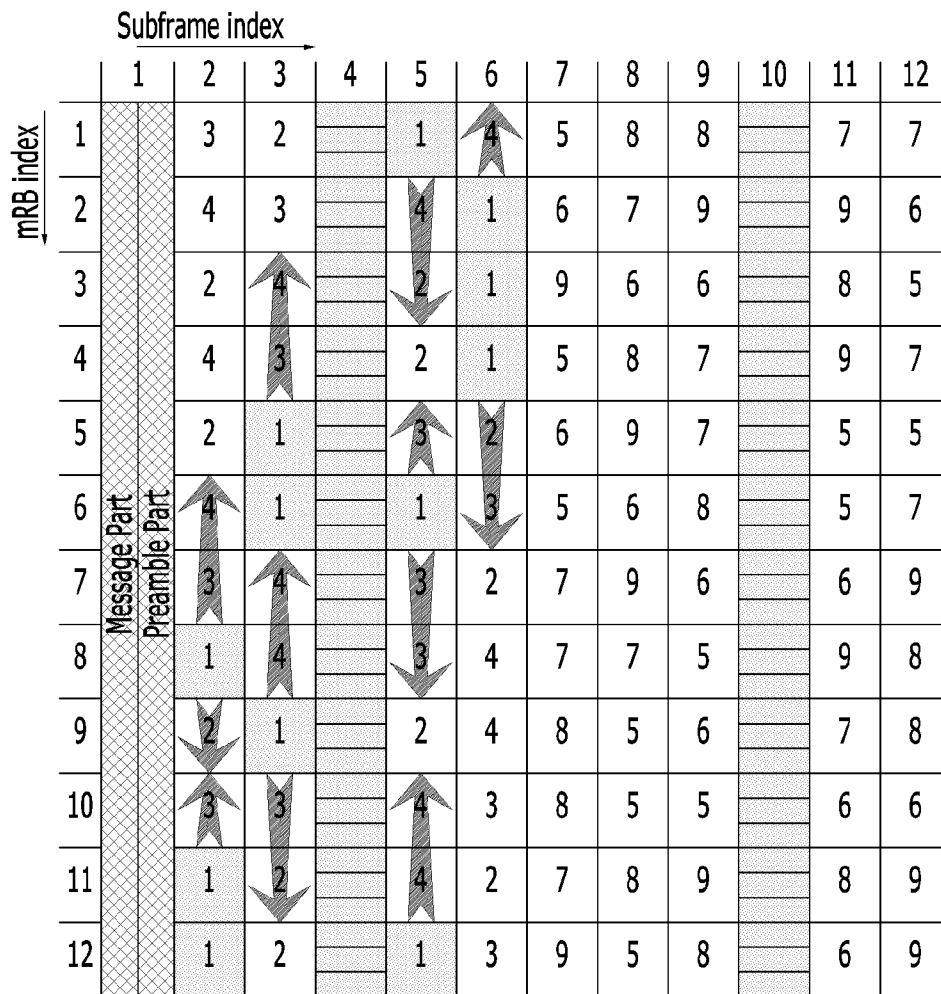 Subframe index
1 2 3 4 5 6 7 8 9 10 11 12
mRB index
Message Part
Preamble Part
1 3 2 1 4 5 8 8 7 7
2 4 3 4 1 6 7 9 9 6
3 2 4 2 1 9 6 6 8 5
4 4 3 2 1 5 8 7 9 7
5 2 1 3 2 6 9 7 5 5
6 4 1 1 3 5 6 8 5 7
7 3 4 3 2 7 9 6 6 9
8 1 4 3 4 7 7 5 9 8
9 2 1 2 4 8 5 6 7 8
10 3 3 4 3 8 5 5 6 6
11 1 2 4 2 7 8 9 8 9
12 1 2 1 3 9 5 8 6 9